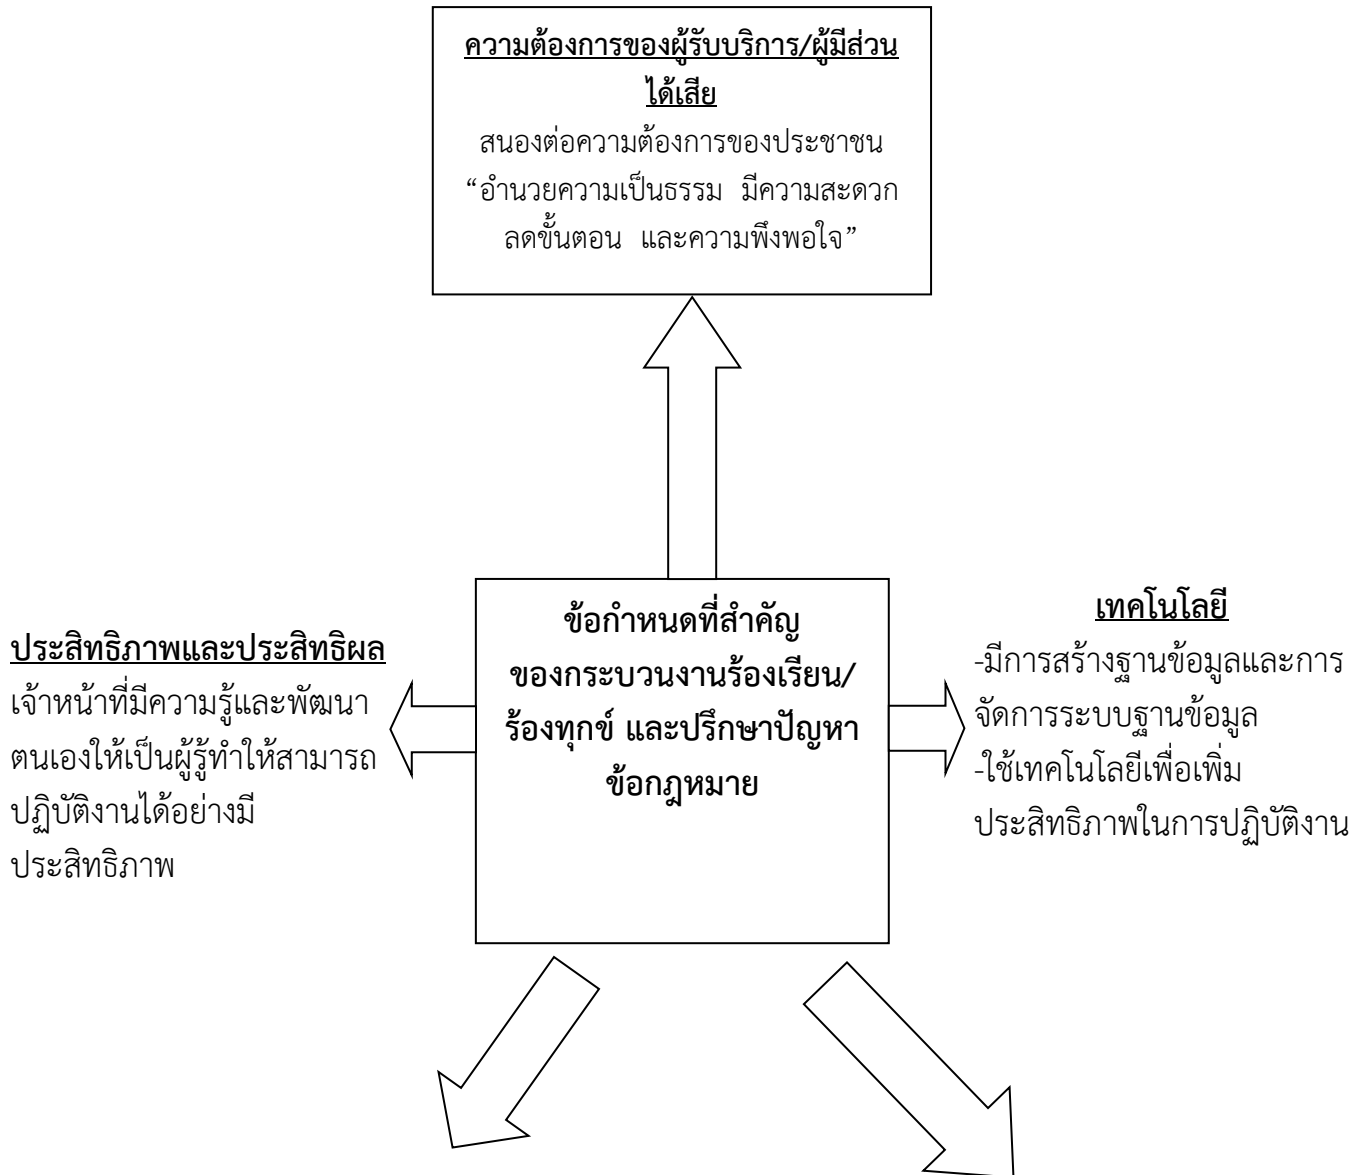 ความต้องการของผู้รับบริการ/ผู้มีส่วน
ได้เสีย
สนองต่อความต้องการของประชาชน
“อำนวยความเป็นธรรม มีความสะดวก
ลดขั้นตอน และความพึงพอใจ”
ข้อกำหนดที่สำคัญ
ของกระบวนงานร้องเรียน/
ร้องทุกข์ และปรึกษาปัญหา
ข้อกฎหมาย
ประสิทธิภาพและประสิทธิผล
เจ้าหน้าที่มีความรู้และพัฒนา
ตนเองให้เป็นผู้รู้ทำให้สามารถ
ปฏิบัติงานได้อย่างมี
ประสิทธิภาพ
เทคโนโลยี
-มีการสร้างฐานข้อมูลและการ
จัดการระบบฐานข้อมูล
-ใช้เทคโนโลยีเพื่อเพิ่ม
ประสิทธิภาพในการปฏิบัติงาน